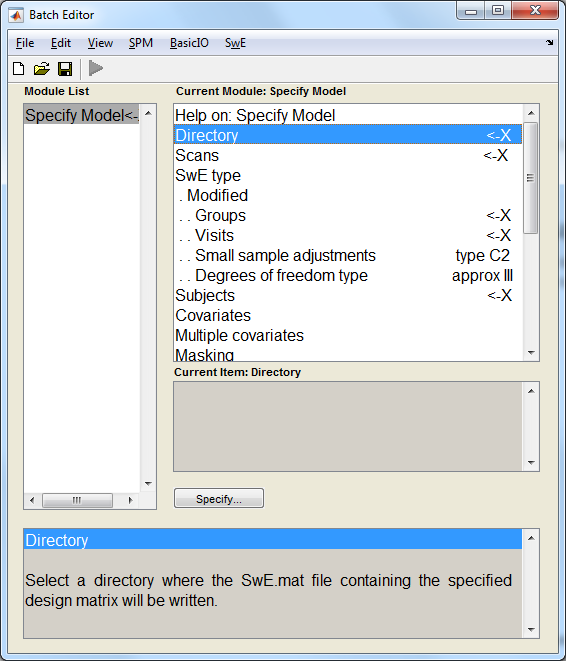 Batch Editor
File Edit View SPM BasicIO SwE
Module List
Current Module: Specify Model
Specify Model<-
Help on: Specify Model
Directory <-X
Scans <-X
SwE type
. Modified
. . Groups <-X
. . Visits <-X
. . Small sample adjustments type C2
. . Degrees of freedom type approx III
Subjects <-X
Covariates
Multiple covariates
Masking
Current Item: Directory
Specify...
Directory
Select a directory where the SwE.mat file containing the specified
design matrix will be written.